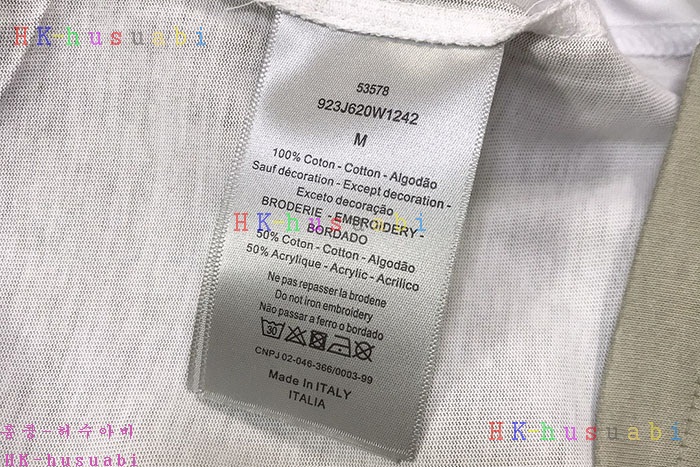 HK-husuabi
53578
923J620W1242
M
100% Coton - Cotton - Algodão
Sauf décoration - Except decoration -
Exceto decoração
BRODERIE - EMBROIDERY -
BORDADO
HK-husuabi
50% Coton - Cotton - Algodão
50% Acrylique - Acrylic - Acrilico
Ne pas repasser la brodene
Do not iron embroidery
Não passar a ferro o bordado
30
CNPJ 02-046-366/0003-99
Made in ITALY
ITALIA
홍콩-허수아비
HK-husuabi
HK-husuabi